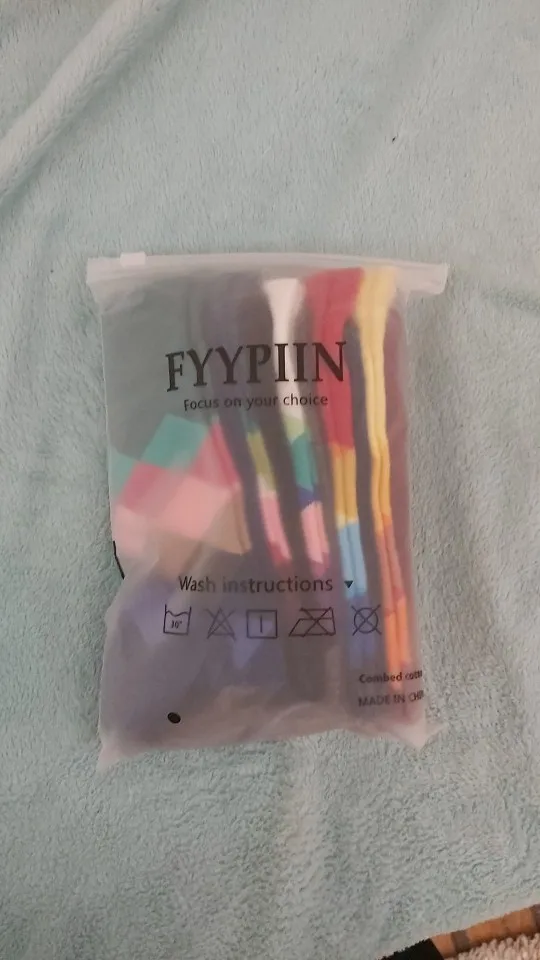 FYYPIIN
Focus on your choice
Wash instructions
30°
Combed
MADE IN